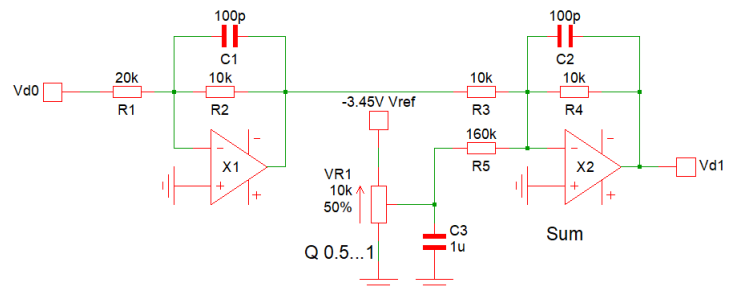 100p
C1
100p
C2
Vd0
20k
R1
10k
R2
10k
R3
10k
R4
-3.45V Vref
160k
R5
-
-
X1
+
+
-
-
X2
+
+
Vd1
VR1
10k
50%
C3
1u
Q 0.5...1
Sum